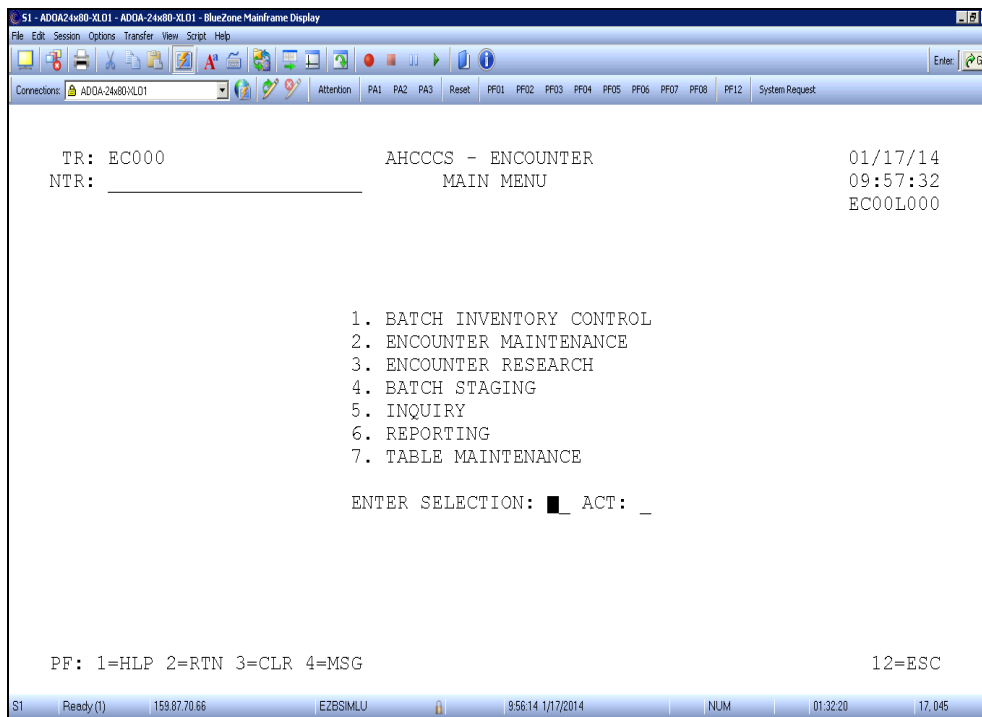 S1 - ADOA24x80-XL01 - ADOA-24x80-XL01 - BlueZone Mainframe Display
File Edit Session Options Transfer View Script Help
Enter:
Connections: ADOA-24x80-XL01 Attention PA1 PA2 PA3 Reset PF01 PF02 PF03 PF04 PF05 PF06 PF07 PF08 PF12 System Request
TR: EC000 AHCCCS - ENCOUNTER 01/17/14
NTR: MAIN MENU 09:57:32
EC00L000
1. BATCH INVENTORY CONTROL
2. ENCOUNTER MAINTENANCE
3. ENCOUNTER RESEARCH
4. BATCH STAGING
5. INQUIRY
6. REPORTING
7. TABLE MAINTENANCE
ENTER SELECTION: _ ACT: _
PF: 1=HLP 2=RTN 3=CLR 4=MSG 12=ESC
S1 Ready (1) 159.87.70.66 EZBSIMLU 9:56:14 1/17/2014 NUM 01:32:20 17, 045